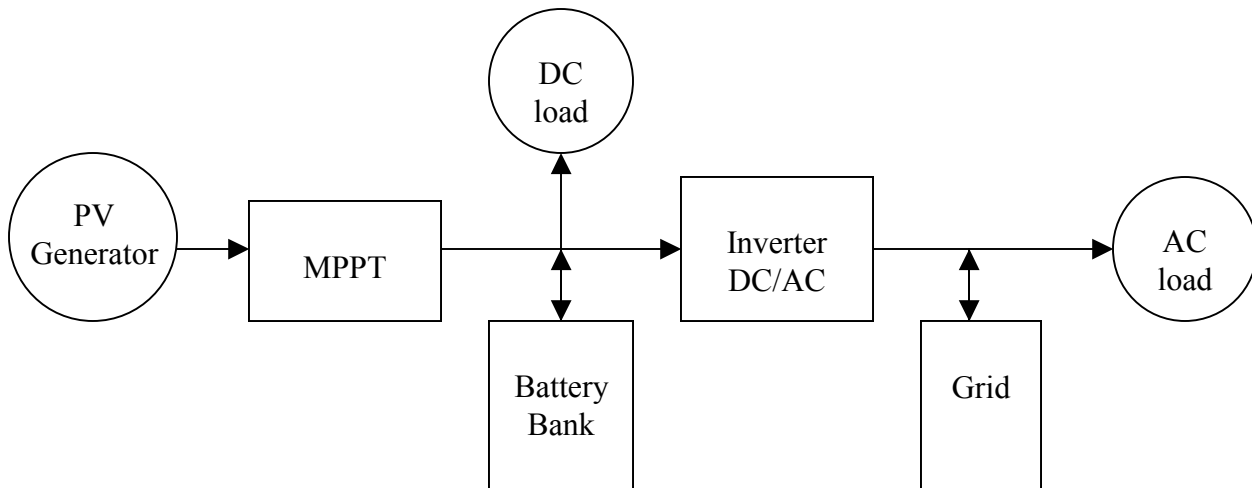 DC
load
PV
Generator
MPPT
Inverter
DC/AC
AC
load
Battery
Bank
Grid